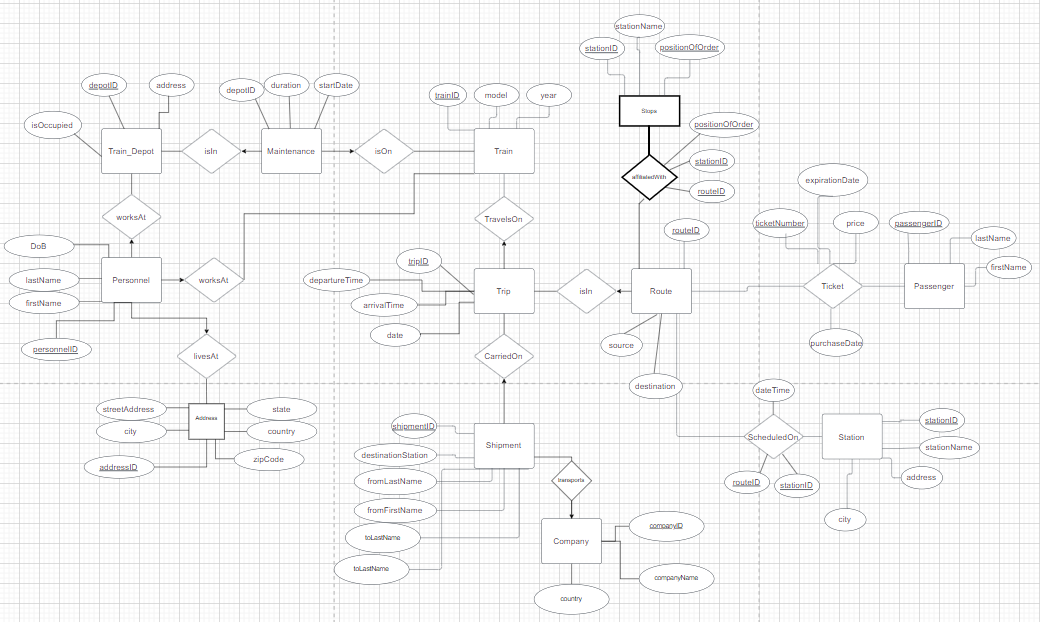 stationName
stationID
positionOfOrder
depotID
address
depotID
duration
startDate
trainID
model
year
Stops
isOccupied
positionOfOrder
Train_Depot
isIn
Maintenance
isOn
Train
stationID
affiliatedWith
routeID
expirationDate
worksAt
TravelsOn
routeID
ticketNumber
price
passengerID
lastName
DoB
tripID
firstName
lastName
Personnel
worksAt
departureTime
Trip
isIn
Route
Ticket
Passenger
firstName
arrivalTime
date
source
purchaseDate
personnelID
livesAt
CarriedOn
destination
dateTime
streetAddress
Address
state
city
country
shipmentID
ScheduledOn
Station
stationID
stationName
addressID
zipCode
destinationStation
Shipment
fromLastName
transports
routeID
stationID
address
fromFirstName
city
toLastName
Company
companyID
toLastName
companyName
country